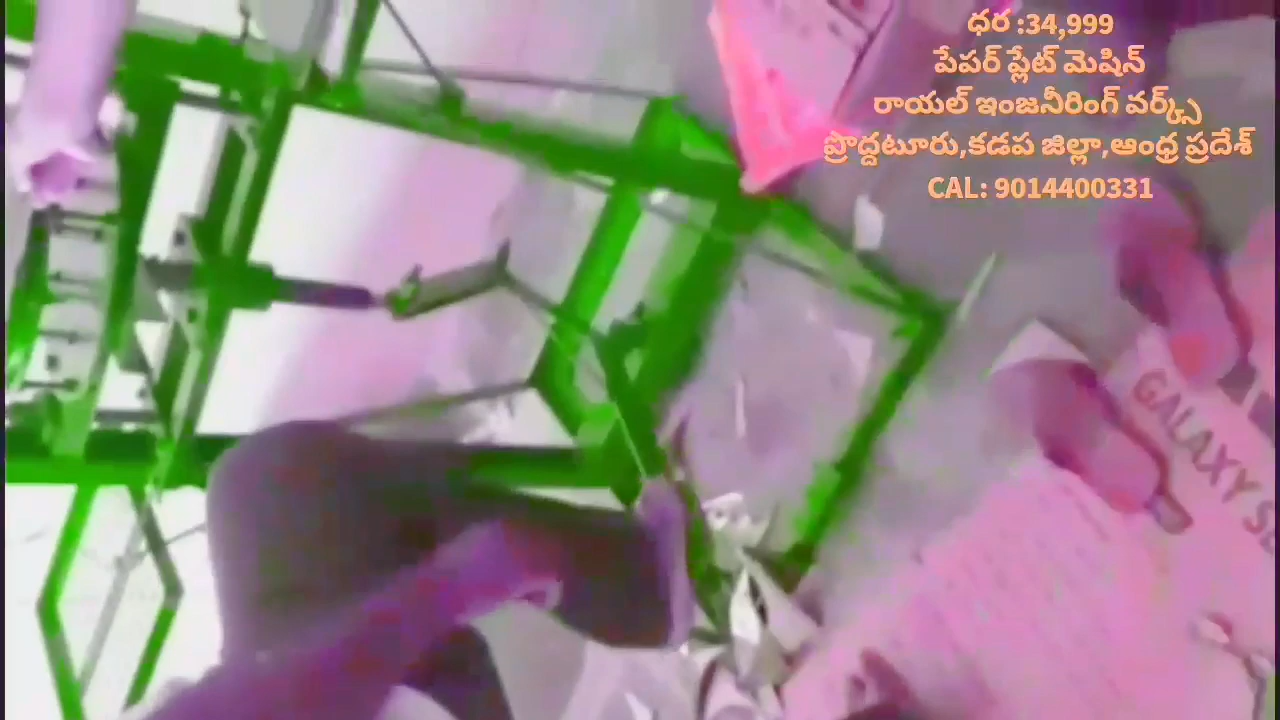 ధర :34,999
పేపర్ ప్లేట్ మెషిన్
రాయల్ ఇంజనీరింగ్ వర్క్స్
ప్రొద్దటూరు,కడప జిల్లా,ఆంధ్ర ప్రదేశ్
CAL: 9014400331
GALAXY